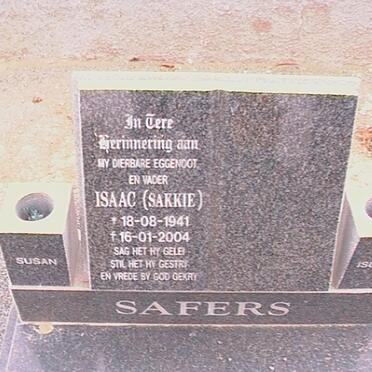 In Tere
Herinnering aan
MY DIERBARE EGGENOOT
EN VADER
ISAAC (SAKKIE)
* 18-08-1941
† 16-01-2004
SAG HET HY GELEI
STIL HET HY GESTRY
EN VREDE BY GOD GEKRY
SUSAN
SAFERS